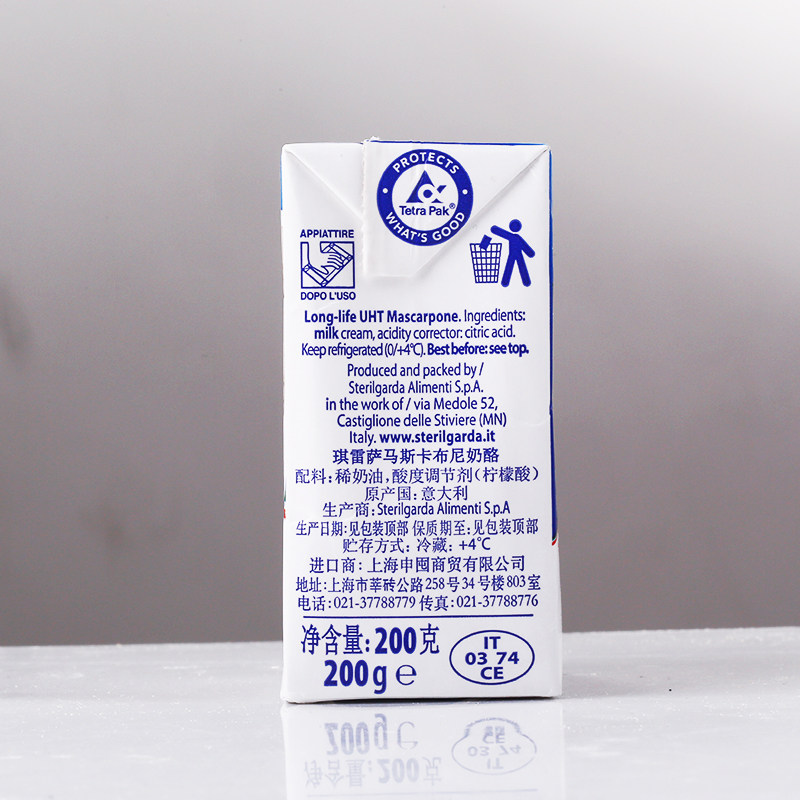 PROTECTS
Tetra Pak®
WHAT'S GOOD
APPIATTIRE
DOPO L'USO
Long-life UHT Mascarpone. Ingredients:
milk cream, acidity corrector: citric acid.
Keep refrigerated (0/+4°C). Best before: see top.
Produced and packed by /
Sterilgarda Alimenti S.p.A.
in the work of / via Medole 52,
Castiglione delle Stiviere (MN)
Italy. www.sterilgarda.it
琪雷萨马斯卡布尼奶酪
配料：稀奶油，酸度调节剂（柠檬酸）
原产国：意大利
生产商：Sterilgarda Alimenti S.p.A
生产日期：见包装顶部 保质期至：见包装顶部
贮存方式：冷藏：+4℃
进口商：上海申囤商贸有限公司
地址：上海市莘砖公路258号34号楼803室
电话：021-37788779 传真：021-37788776
净含量：200克
200g ℮
IT
03 74
CE